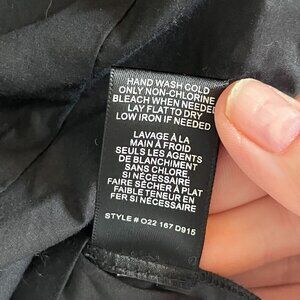 HAND WASH COLD
ONLY NON-CHLORINE
BLEACH WHEN NEEDED
LAY FLAT TO DRY
LOW IRON IF NEEDED
LAVAGE À LA
MAIN À FROID
SEULS LES AGENTS
DE BLANCHIMENT
SANS CHLORE,
SI NÉCESSAIRE
FAIRE SÉCHER À PLAT
FAIBLE TENEUR EN
FER SI NÉCESSAIRE
STYLE # O22 167 D915